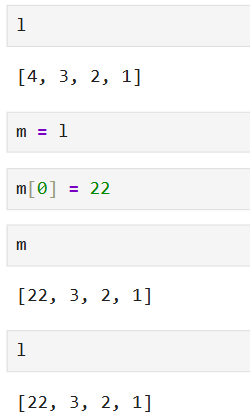 l
[4, 3, 2, 1]
m = l
m[0] = 22
m
[22, 3, 2, 1]
l
[22, 3, 2, 1]